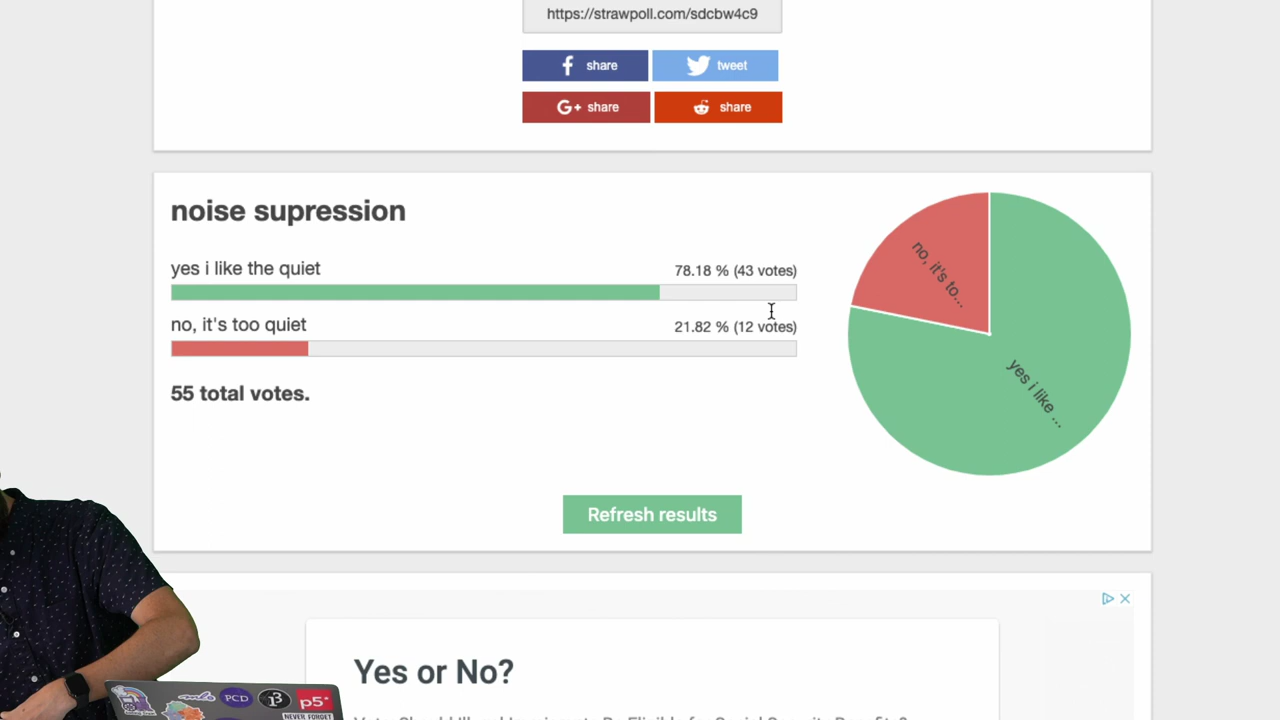 https://strawpoll.com/sdcbw4c9
share
tweet
G+ share
share
noise supression
yes i like the quiet
78.18 % (43 votes)
no, it's too quiet
21.82 % (12 votes)
55 total votes.
no, it's to...
yes i like ...
Refresh results
Yes or No?
PCD
p5*
NEVER FORGET